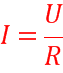 I = U/R